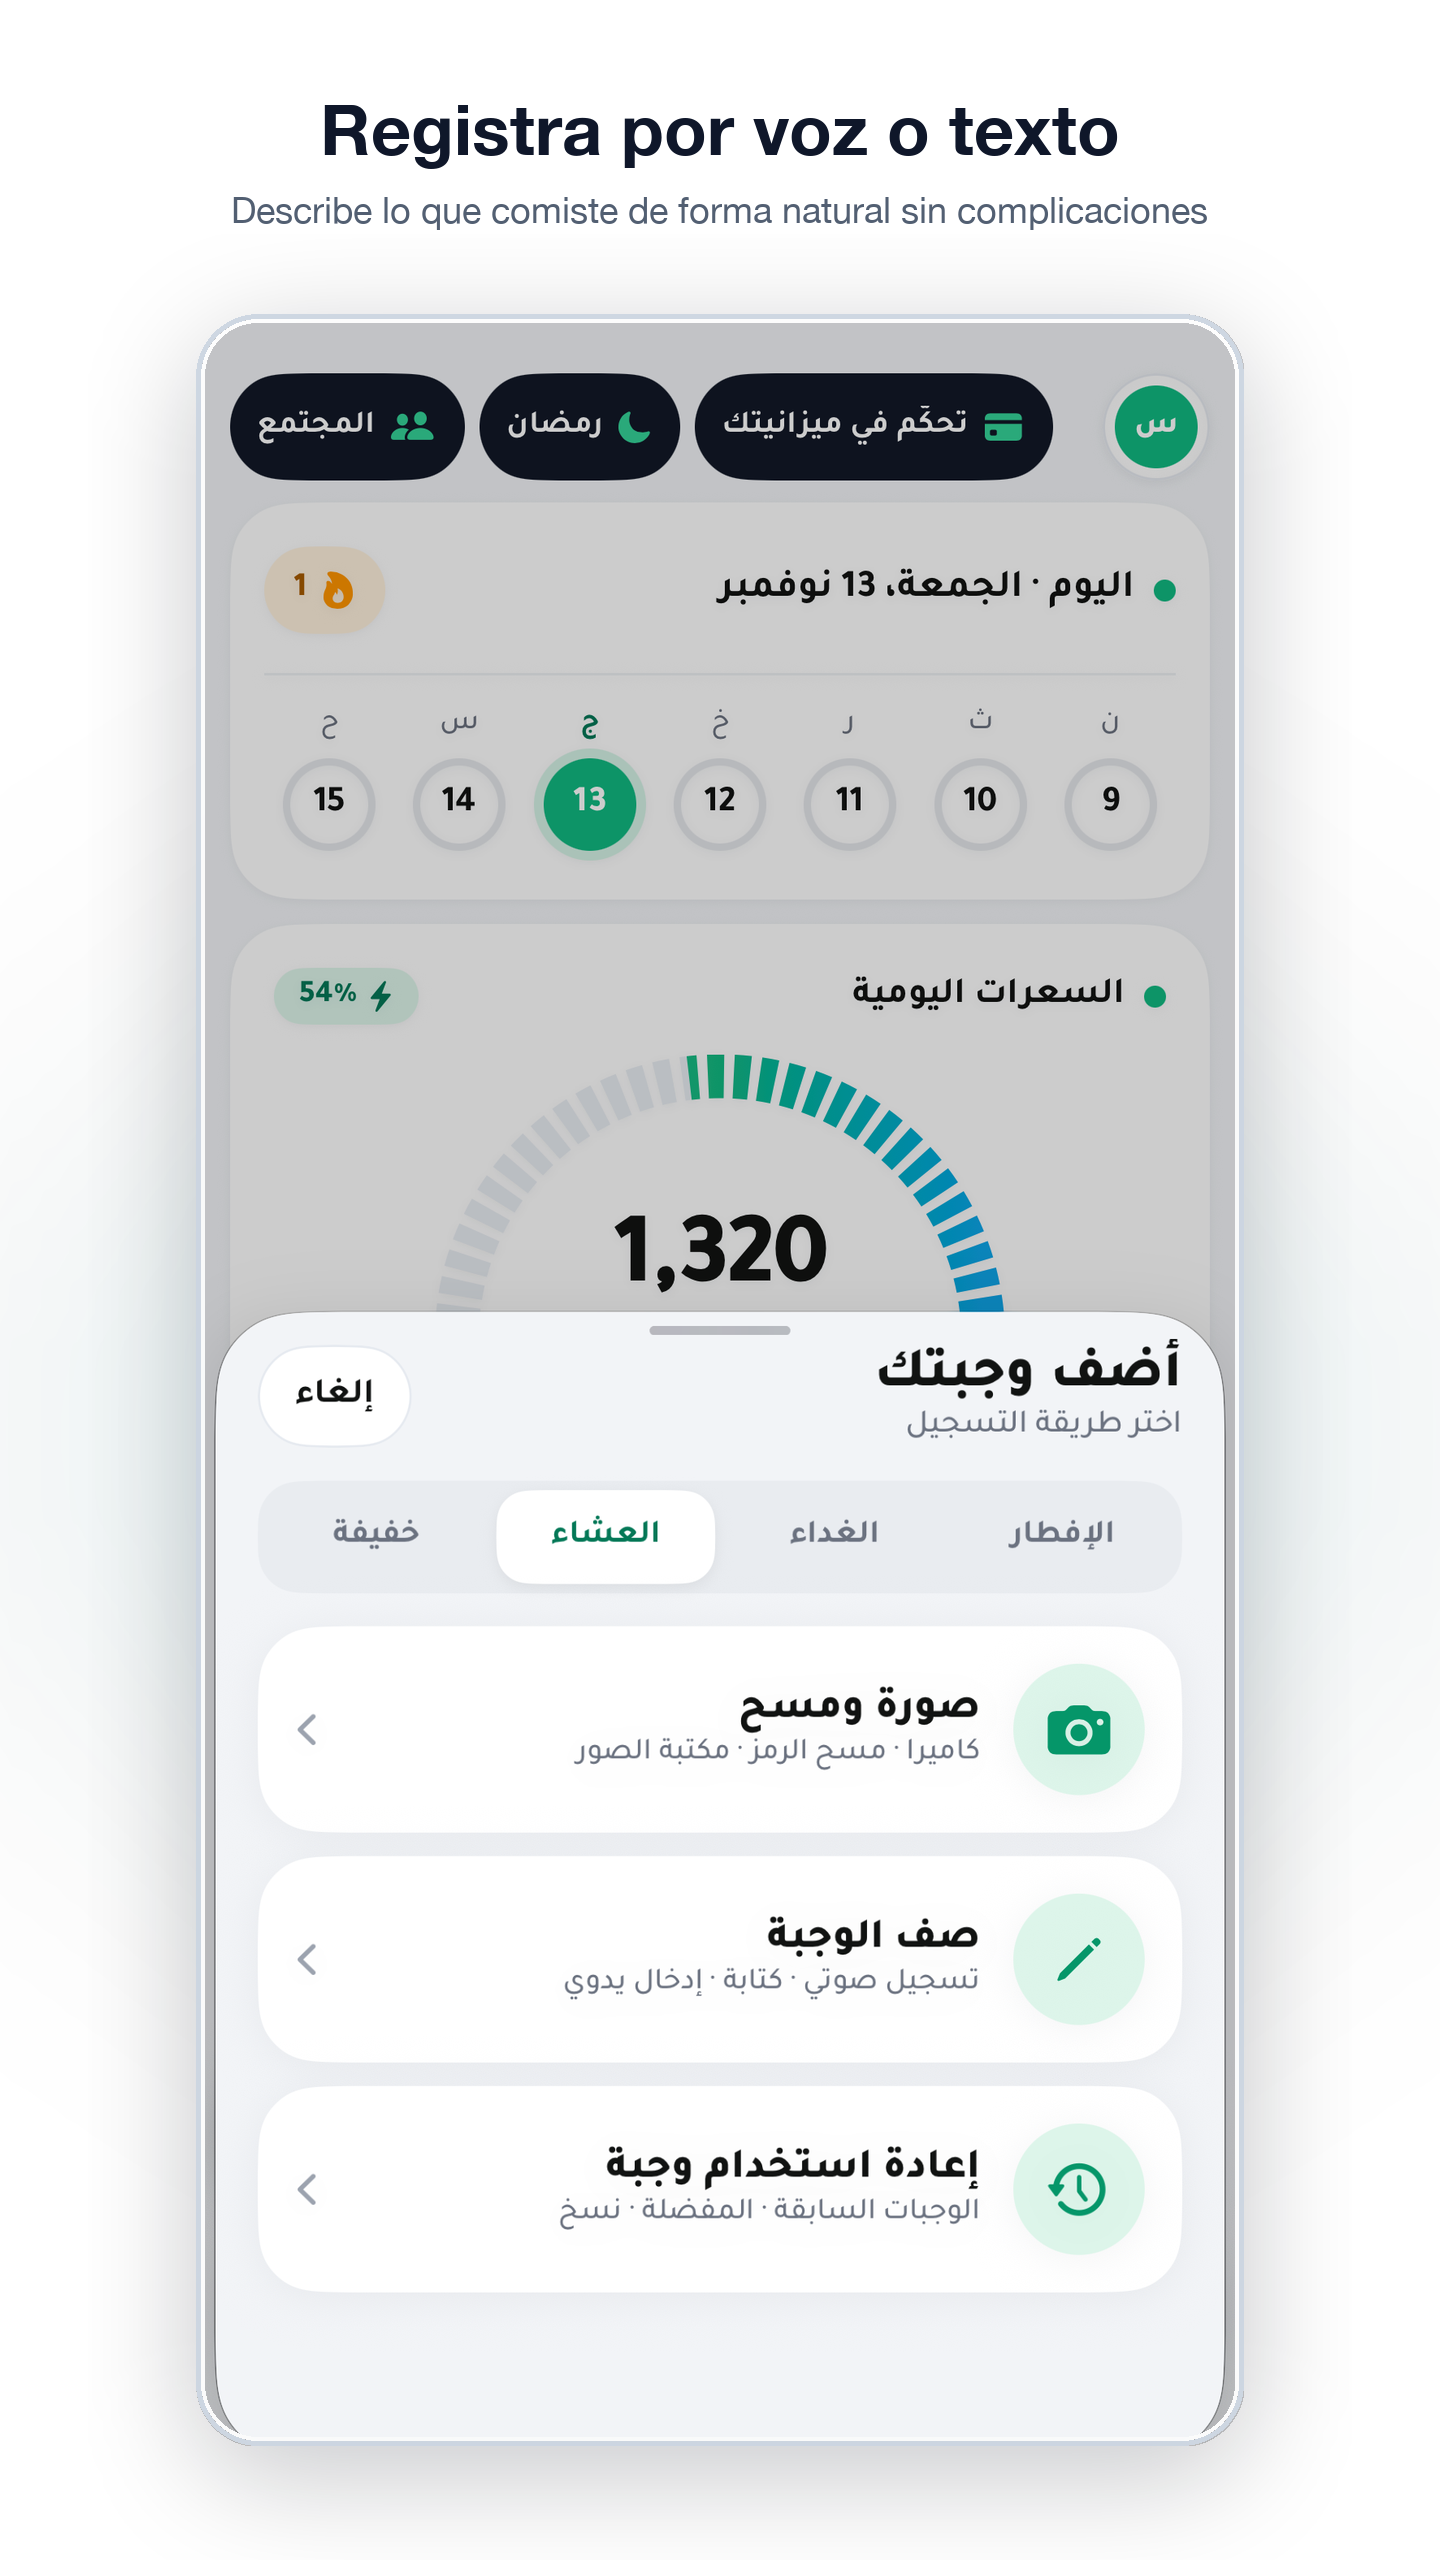 Registra por voz o texto
Describe lo que comiste de forma natural sin complicaciones
س
تحكّم في ميزانيتك
رمضان
المجتمع
اليوم · الجمعة، 13 نوفمبر
1
ن ث ر خ ج س ح
9 10 11 12 13 14 15
السعرات اليومية
54%
1,320
أضف وجبتك
إلغاء
اختر طريقة التسجيل
الإفطار الغداء العشاء خفيفة
صورة ومسح
كاميرا · مسح الرمز · مكتبة الصور
صف الوجبة
تسجيل صوتي · كتابة · إدخال يدوي
إعادة استخدام وجبة
الوجبات السابقة · المفضلة · نسخ